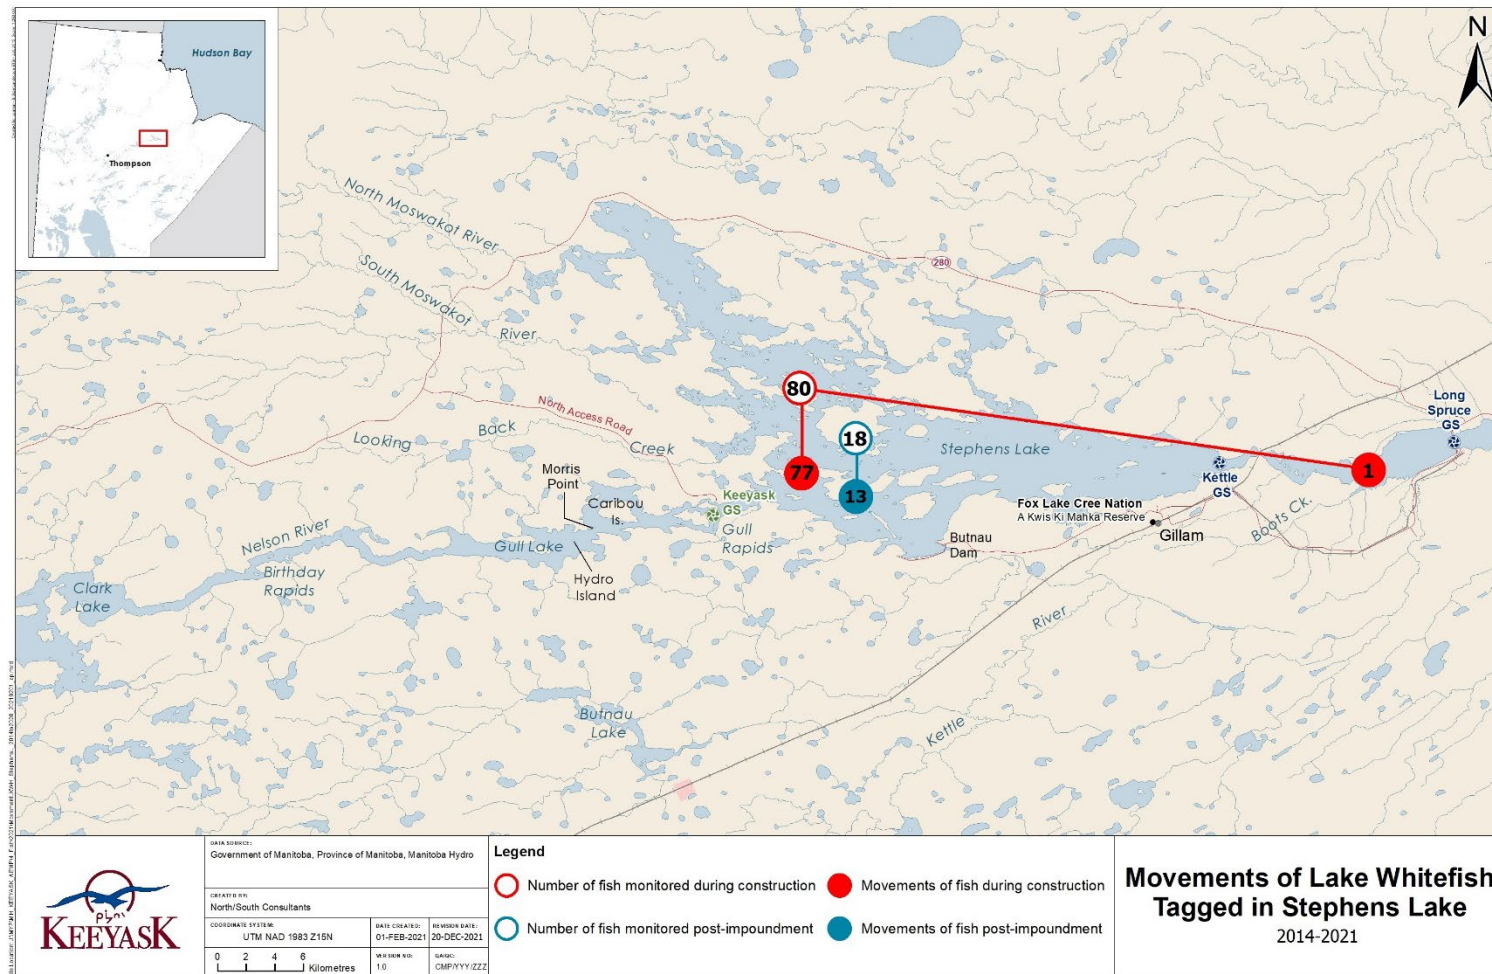 Hudson Bay
Thompson
N
North Moswakot River
South Moswakot
River
280
North Access Road
Looking
Back
Creek
80
18
77
13
1
Stephens Lake
Long
Spruce
GS
Kettle
GS
Morris
Point
Caribou
Is.
Keeyask
GS
Gull
Rapids
Fox Lake Cree Nation
A Kwis Ki Mahka Reserve
Gillam
Boots Ck.
Butnau
Dam
Nelson River
Gull Lake
Birthday
Rapids
Hydro
Island
Clark
Lake
River
Kettle
Butnau
Lake
KEEYASK
DATA SOURCE:
Government of Manitoba, Province of Manitoba, Manitoba Hydro
CREATED BY:
North/South Consultants
COORDINATE SYSTEM:
UTM NAD 1983 Z15N
DATE CREATED:
01-FEB-2021
REVISION DATE:
20-DEC-2021
0 2 4 6
Kilometres
VERSION NO:
1.0
QA/QC:
CMP/YYY/ZZZ
Legend
Number of fish monitored during construction
Movements of fish during construction
Number of fish monitored post-impoundment
Movements of fish post-impoundment
Movements of Lake Whitefish
Tagged in Stephens Lake
2014-2021